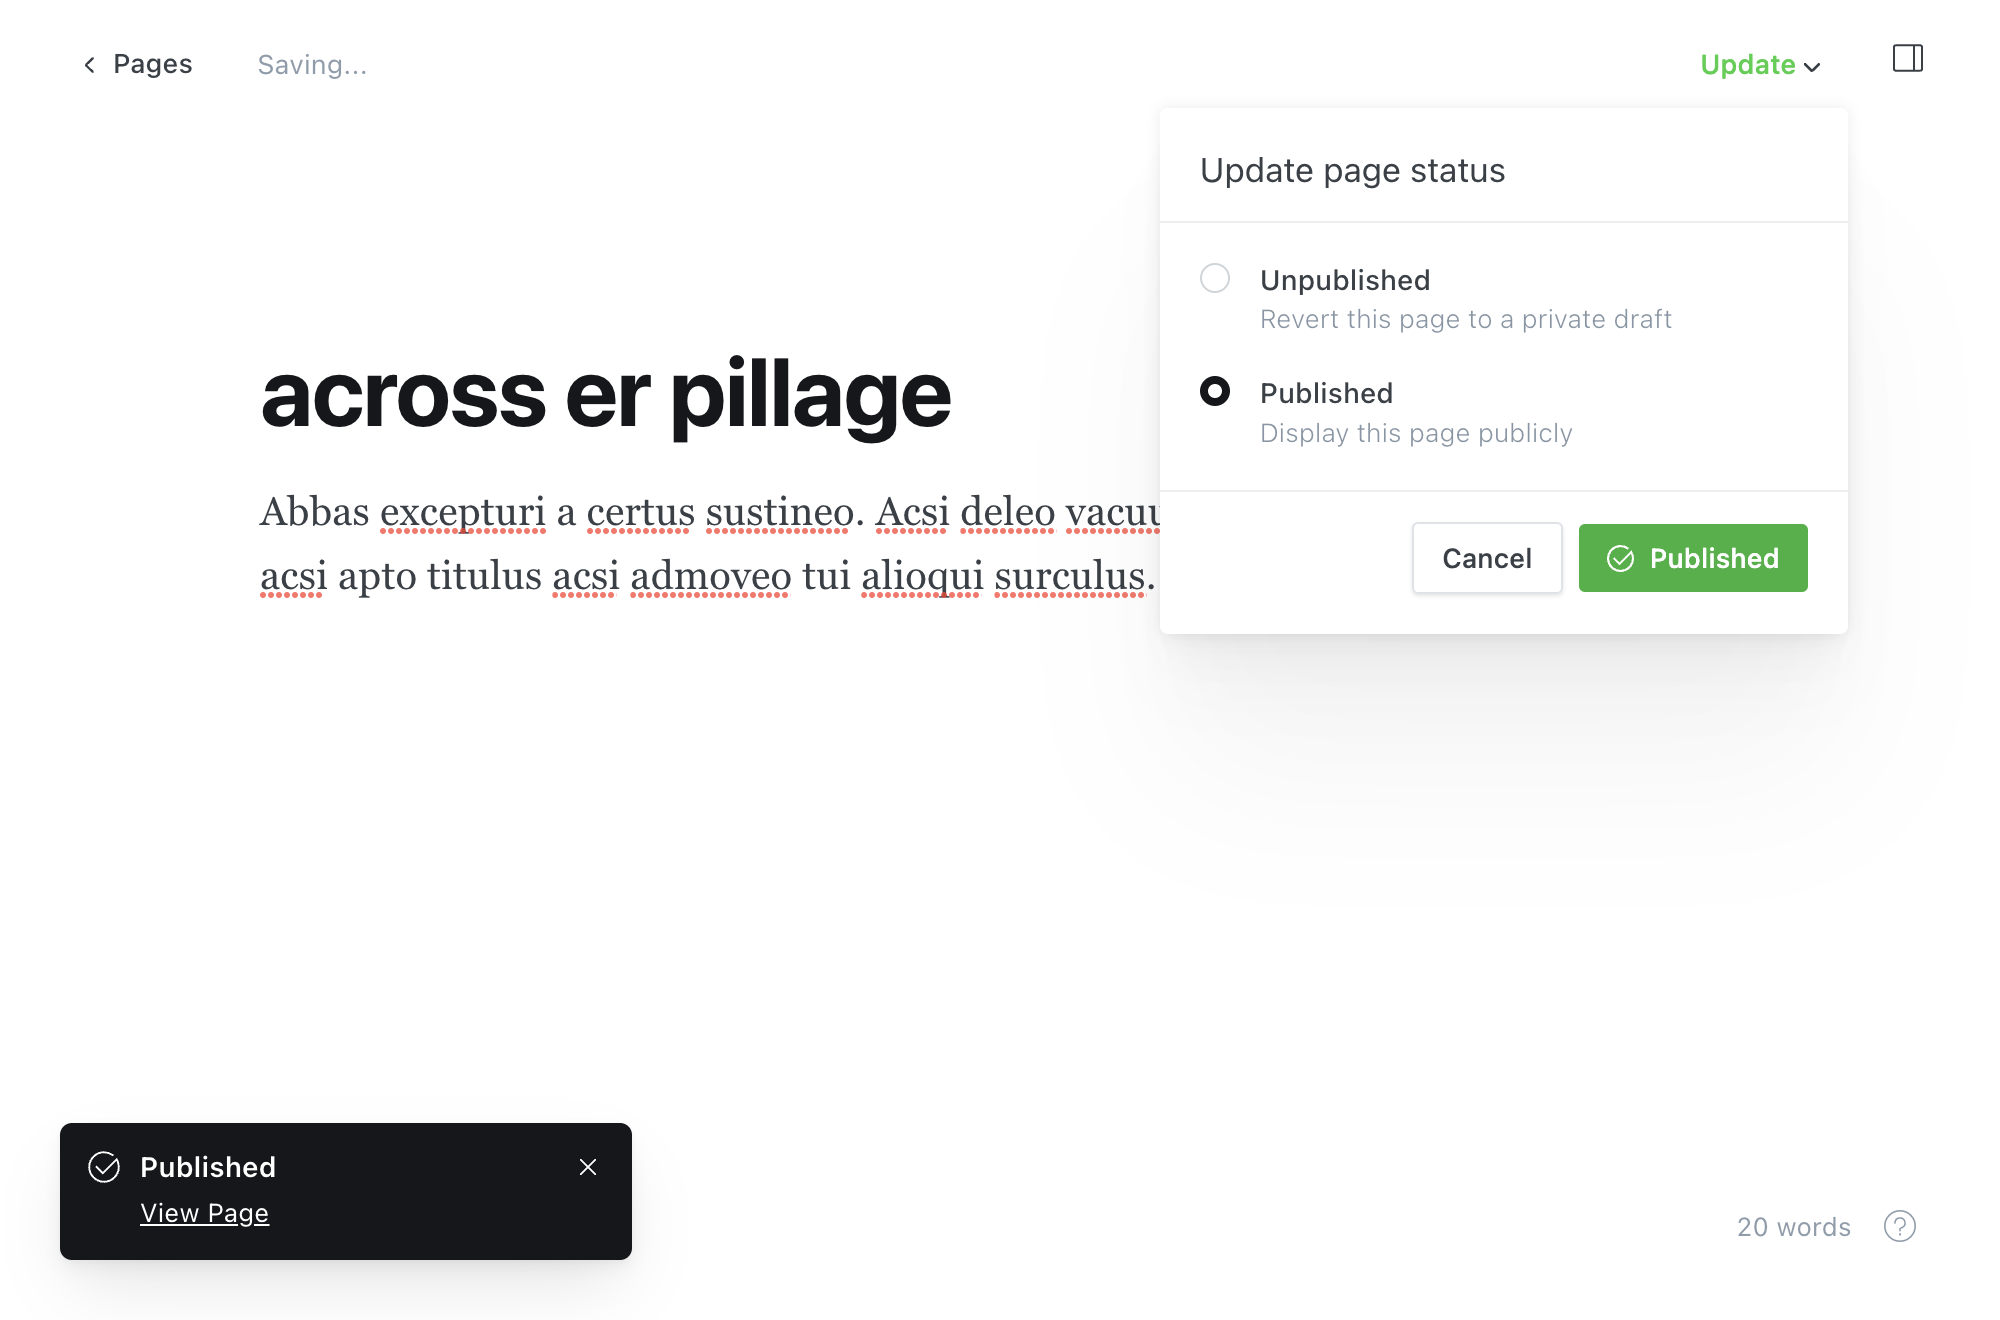 Pages
Saving...
Update
Update page status
Unpublished
Revert this page to a private draft
Published
Display this page publicly
Cancel
Published
across er pillage
Abbas excepturi a certus sustineo. Acsi deleo
acsi apto titulus acsi admoveo tui alioqui surculus.
Published
View Page
20 words